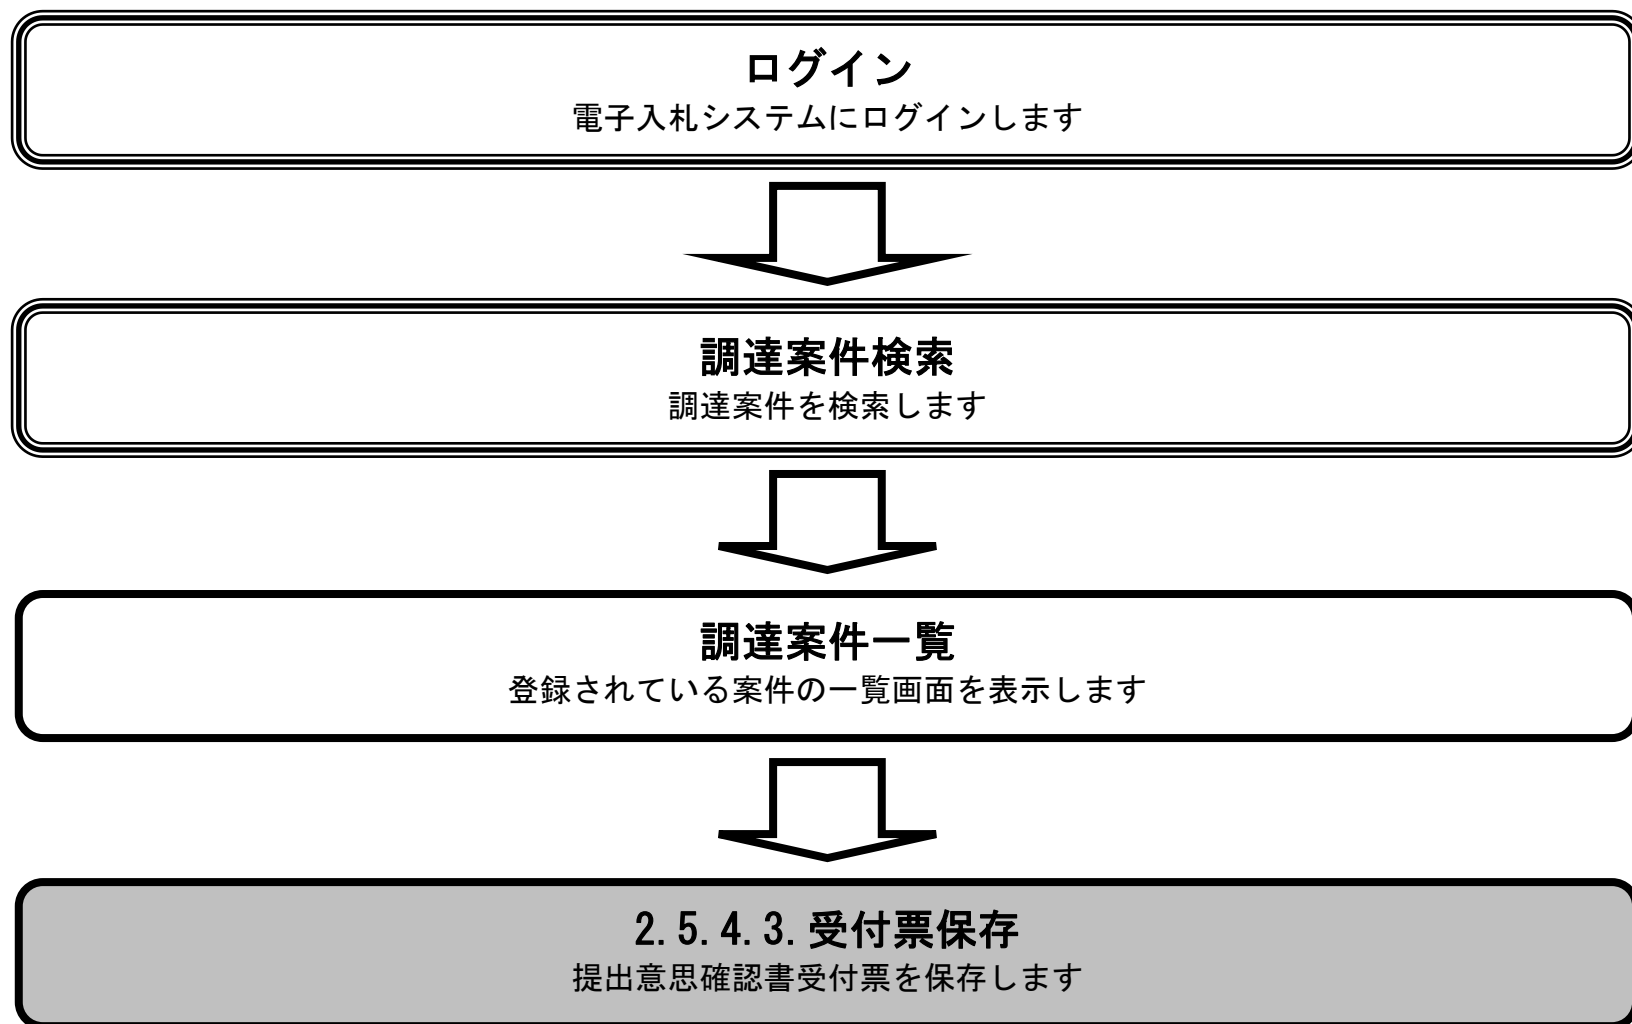 ログイン
電子入札システムにログインします
調達案件検索
調達案件を検索します
調達案件一覧
登録されている案件の一覧画面を表示します
2.5.4.3.受付票保存
提出意思確認書受付票を保存します